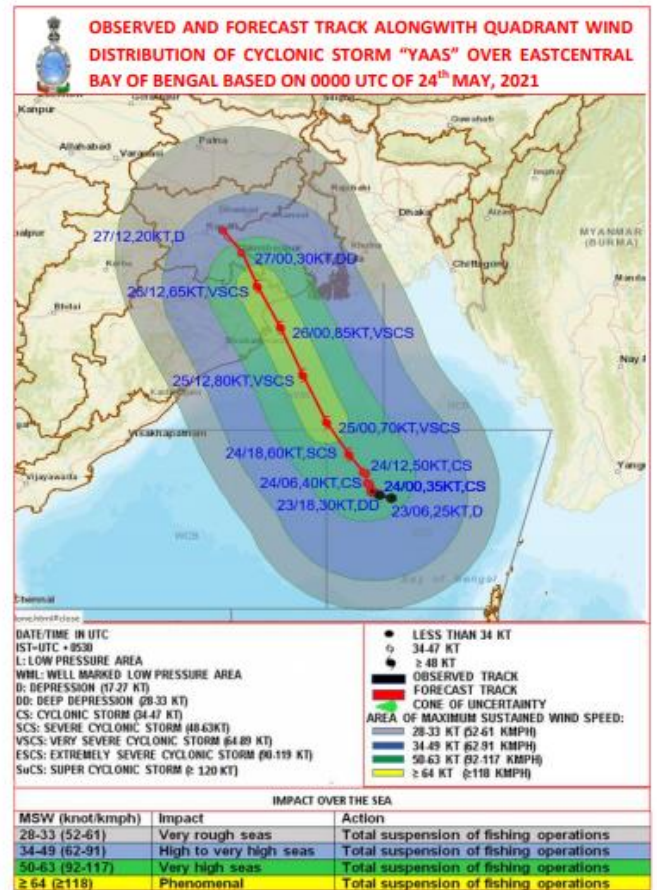 OBSERVED AND FORECAST TRACK ALONGWITH QUADRANT WIND
DISTRIBUTION OF CYCLONIC STORM “YAAS” OVER EASTCENTRAL
BAY OF BENGAL BASED ON 0000 UTC OF 24th MAY, 2021
Kanpur
Guwahati
Allahabad
Varanasi
Patna
Imphal
Rajshahi
Dhaka
Aizawl
MYANMAR
(BURMA)
27/12,20KT,D
Khulna
Korba
27/00,30KT,DD
Chittagong
26/12,65KT,VSCS
Bhilai
26/00,85KT,VSCS
25/12,80KT,VSCS
Nay
25/00,70KT,VSCS
Visakhapatnam
24/18,60KT,SCS
24/12,50KT,CS
Vijayawada
24/06,40KT,CS
24/00,35KT,CS
Yang
23/18,30KT,DD
23/06,25KT,D
WCB
Bay of Bengal
Chennai
DATE/TIME IN UTC
IST=UTC + 0530
L: LOW PRESSURE AREA
WML: WELL MARKED LOW PRESSURE AREA
D: DEPRESSION (17-27 KT)
DD: DEEP DEPRESSION (28-33 KT)
CS: CYCLONIC STORM (34-47 KT)
SCS: SEVERE CYCLONIC STORM (48-63KT)
VSCS: VERY SEVERE CYCLONIC STORM (64-89 KT)
ESCS: EXTREMELY SEVERE CYCLONIC STORM (90-119 KT)
SuCS: SUPER CYCLONIC STORM (≥ 120 KT)
LESS THAN 34 KT
34-47 KT
≥ 48 KT
OBSERVED TRACK
FORECAST TRACK
CONE OF UNCERTAINTY
AREA OF MAXIMUM SUSTAINED WIND SPEED:
28-33 KT (52-61 KMPH)
34-49 KT (62-91 KMPH)
50-63 KT (92-117 KMPH)
≥ 64 KT (≥118 KMPH)
IMPACT OVER THE SEA
MSW (knot/kmph) Impact Action
28-33 (52-61) Very rough seas Total suspension of fishing operations
34-49 (62-91) High to very high seas Total suspension of fishing operations
50-63 (92-117) Very high seas Total suspension of fishing operations
≥ 64 (≥118) Phenomenal Total suspension of fishing operations